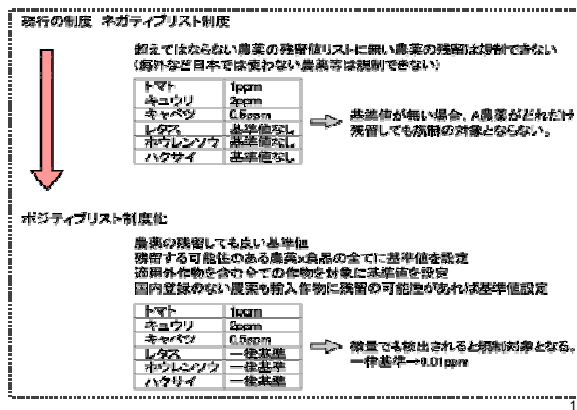 現行の制度 ネガティブリスト制度
超えてはならない農薬の残留値リストに無い農薬の残留は規制できない
(海外など日本では使わない農薬等は規制できない)
トマト 1ppm
キュウリ 2ppm
キャベツ 0.5ppm
レタス 基準値なし
ホウレンソウ 基準値なし
ハクサイ 基準値なし
基準値が無い場合、A農薬がどれだけ
残留しても規制の対象とならない。
ポジティブリスト制度化
農薬の残留しても良い基準値
残留する可能性のある農薬x食品の全てに基準値を設定
適用外作物を含む全ての作物を対象に基準値を設定
国内登録のない農薬も輸入作物に残留の可能性があれば基準値設定
トマト 1ppm
キュウリ 2ppm
キャベツ 0.5ppm
レタス 一律基準
ホウレンソウ 一律基準
ハクサイ 一律基準
微量でも検出されると規制対象となる。
一律基準→0.01ppm
1